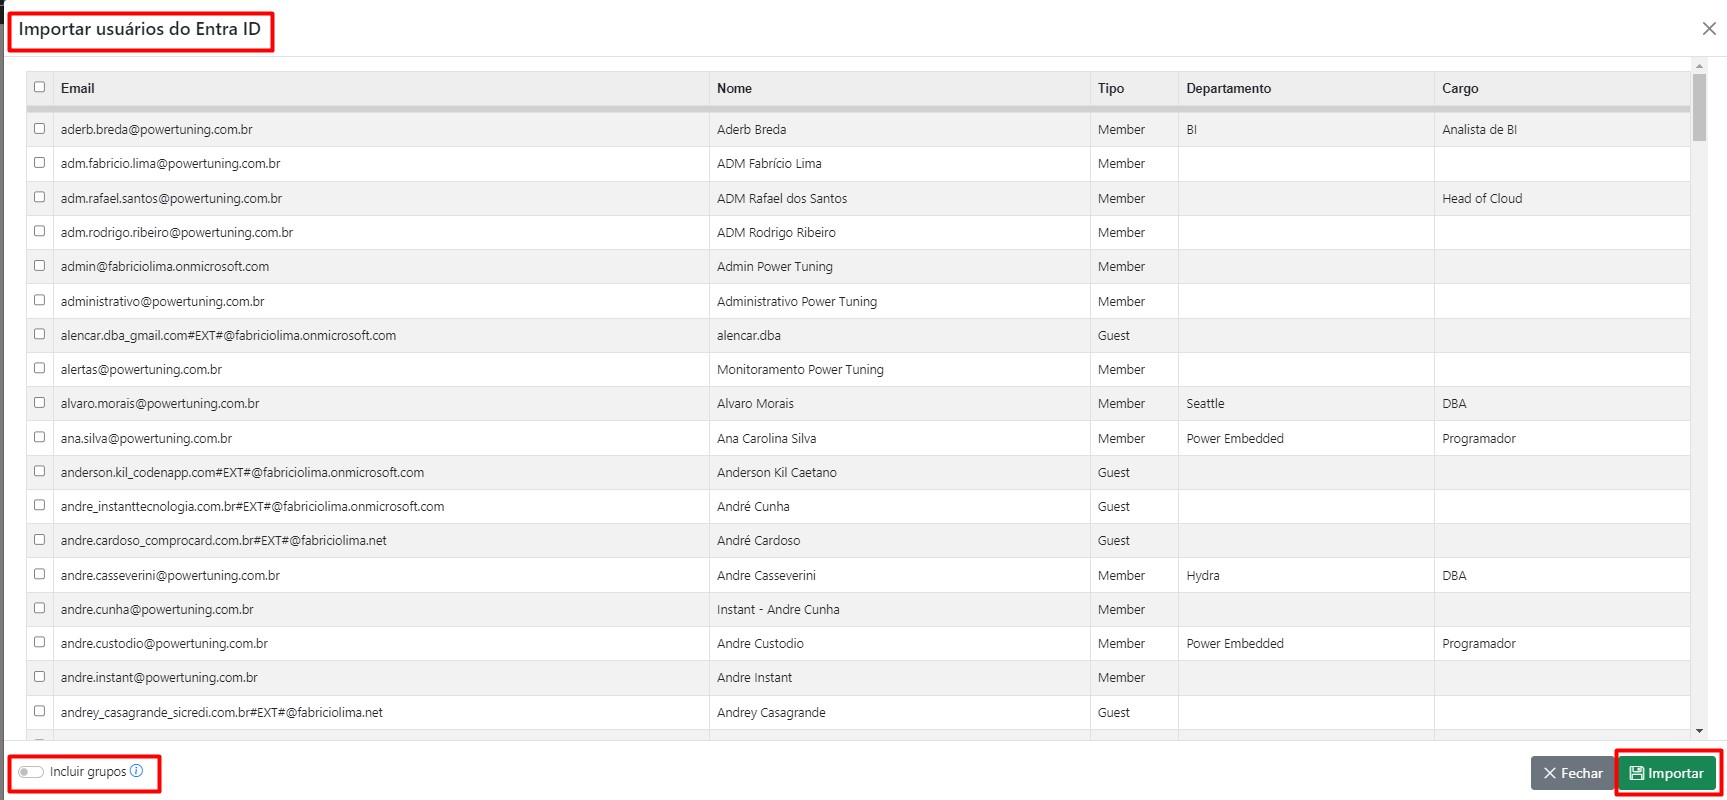 Importar usuários do Entra ID
Email Nome Tipo Departamento Cargo
aderb.breda@powertuning.com.br Aderb Breda Member BI Analista de BI
adm.fabricio.lima@powertuning.com.br ADM Fabrício Lima Member
adm.rafael.santos@powertuning.com.br ADM Rafael dos Santos Member Head of Cloud
adm.rodrigo.ribeiro@powertuning.com.br ADM Rodrigo Ribeiro Member
admin@fabriciolima.onmicrosoft.com Admin Power Tuning Member
administrativo@powertuning.com.br Administrativo Power Tuning Member
alencar.dba_gmail.com#EXT#@fabriciolima.onmicrosoft.com alencar.dba Guest
alertas@powertuning.com.br Monitoramento Power Tuning Member
alvaro.morais@powertuning.com.br Alvaro Morais Member Seattle DBA
ana.silva@powertuning.com.br Ana Carolina Silva Member Power Embedded Programador
anderson.kil_codenapp.com#EXT#@fabriciolima.onmicrosoft.com Anderson Kil Caetano Guest
andre_instanttecnologia.com.br#EXT#@fabriciolima.onmicrosoft.com André Cunha Guest
andre.cardoso_comprocard.com.br#EXT#@fabriciolima.net André Cardoso Guest
andre.casseverini@powertuning.com.br Andre Casseverini Member Hydra DBA
andre.cunha@powertuning.com.br Instant - Andre Cunha Member
andre.custodio@powertuning.com.br Andre Custodio Member Power Embedded Programador
andre.instant@powertuning.com.br Andre Instant Member
andrey_casagrande_sicredi.com.br#EXT#@fabriciolima.net Andrey Casagrande Guest
Incluir grupos Fechar Importar